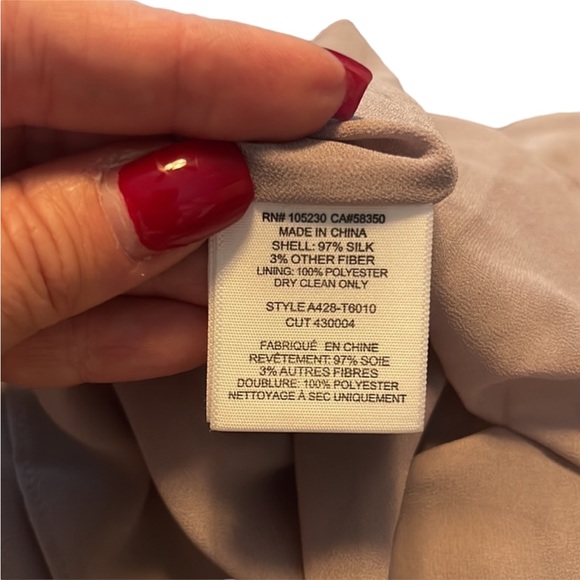 RN# 105230 CA#58350
MADE IN CHINA
SHELL: 97% SILK
3% OTHER FIBER
LINING: 100% POLYESTER
DRY CLEAN ONLY
STYLE A428-T6010
CUT 430004
FABRIQUÉ EN CHINE
REVÊTEMENT: 97% SOIE
3% AUTRES FIBRES
DOUBLURE: 100% POLYESTER
NETTOYAGE À SEC UNIQUEMENT